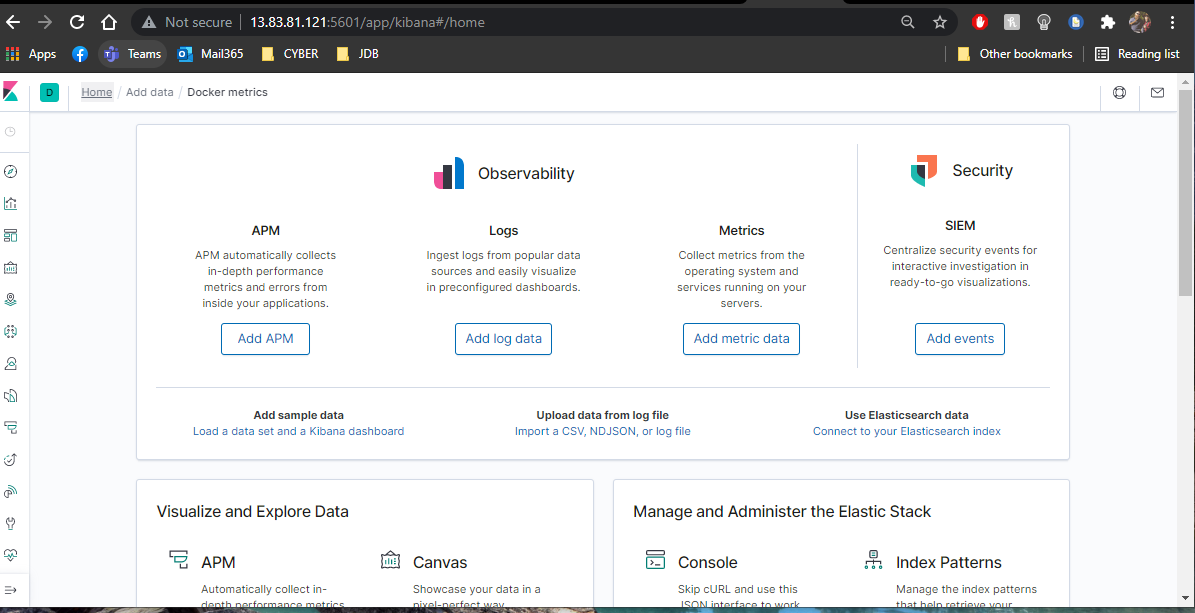 Not secure 13.83.81.121:5601/app/kibana#/home
Apps Teams Mail365 CYBER JDB Other bookmarks Reading list
D Home / Add data / Docker metrics
Observability
Security
APM
APM automatically collects
in-depth performance
metrics and errors from
inside your applications.
Add APM
Logs
Ingest logs from popular data
sources and easily visualize
in preconfigured dashboards.
Add log data
Metrics
Collect metrics from the
operating system and
services running on your
servers.
Add metric data
SIEM
Centralize security events for
interactive investigation in
ready-to-go visualizations.
Add events
Add sample data
Load a data set and a Kibana dashboard
Upload data from log file
Import a CSV, NDJSON, or log file
Use Elasticsearch data
Connect to your Elasticsearch index
Visualize and Explore Data
APM
Automatically collect in-
depth performance metrics
Canvas
Showcase your data in a
pixel-perfect way.
Manage and Administer the Elastic Stack
Console
Skip cURL and use this
JSON interface to work
Index Patterns
Manage the index patterns
that help retrieve your